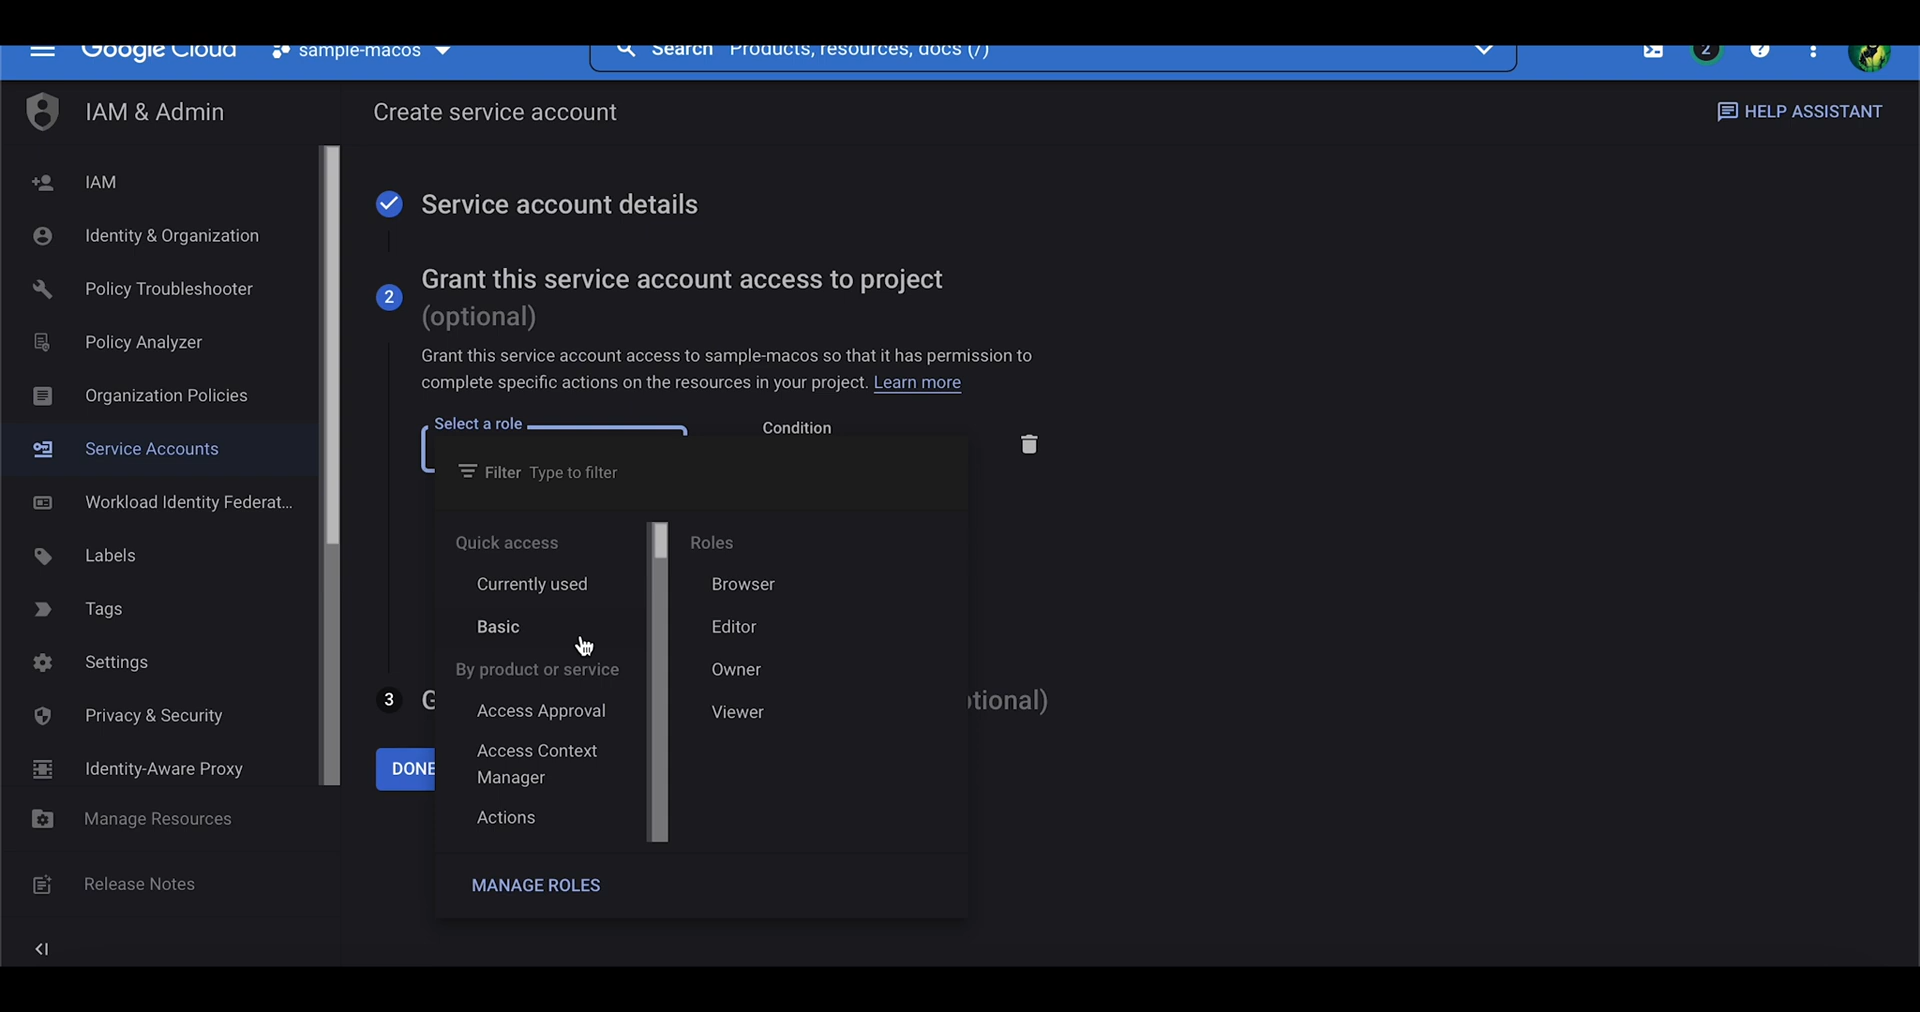 Google Cloud
sample-macos
Search Products, resources, docs (/)
2
IAM & Admin
Create service account
HELP ASSISTANT
IAM
Identity & Organization
Policy Troubleshooter
Policy Analyzer
Organization Policies
Service Accounts
Workload Identity Federat...
Labels
Tags
Settings
Privacy & Security
Identity-Aware Proxy
Manage Resources
Release Notes
Service account details
2
Grant this service account access to project
(optional)
Grant this service account access to sample-macos so that it has permission to
complete specific actions on the resources in your project. Learn more
Select a role
Condition
Filter Type to filter
Quick access
Currently used
Basic
By product or service
Access Approval
Access Context
Manager
Actions
Roles
Browser
Editor
Owner
Viewer
MANAGE ROLES
3 G
tional)
DONE